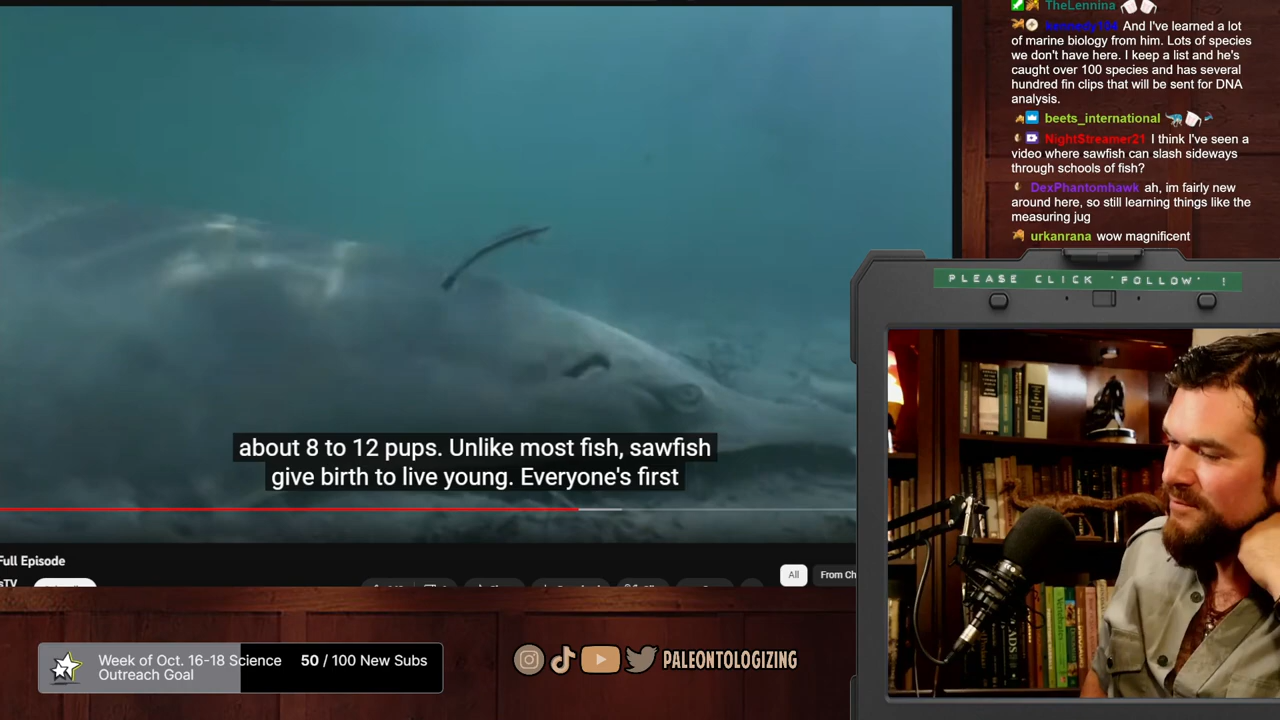 about 8 to 12 pups. Unlike most fish, sawfish
give birth to live young. Everyone's first
Full Episode
All
From Ch
TheLennina
kennedy104 And I've learned a lot
of marine biology from him. Lots of species
we don't have here. I keep a list and he's
caught over 100 species and has several
hundred fin clips that will be sent for DNA
analysis.
beets_international
NightStreamer21 I think I've seen a
video where sawfish can slash sideways
through schools of fish?
DexPhantomhawk ah, im fairly new
around here, so still learning things like the
measuring jug
urkanrana wow magnificent
PLEASE CLICK 'FOLLOW' !
Week of Oct. 16-18 Science 50 / 100 New Subs
Outreach Goal
PALEONTOLOGIZING